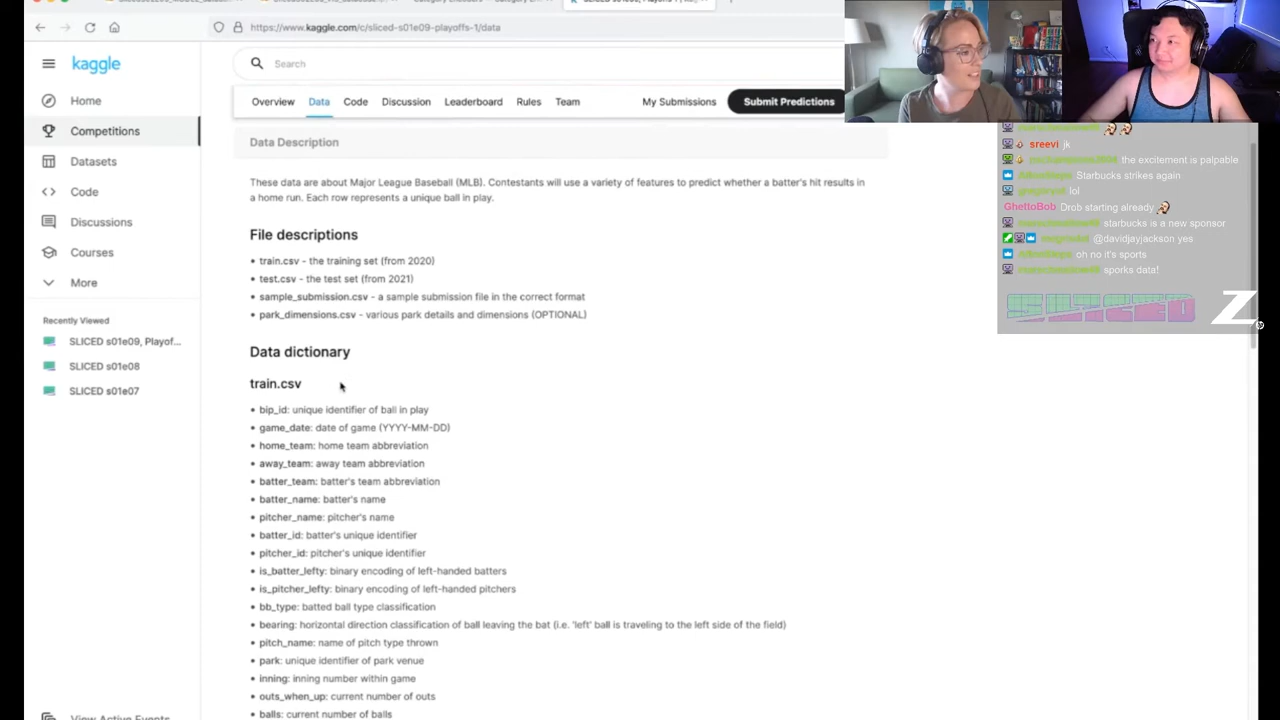 https://www.kaggle.com/c/sliced-s01e09-playoffs-1/data
kaggle
Search
Home
Competitions
Datasets
Code
Discussions
Courses
More
Recently Viewed
SLICED s01e09, Playof...
SLICED s01e08
SLICED s01e07
View Active Events
Overview Data Code Discussion Leaderboard Rules Team My Submissions Submit Predictions
Data Description
These data are about Major League Baseball (MLB). Contestants will use a variety of features to predict whether a batter's hit results in
a home run. Each row represents a unique ball in play.
File descriptions
• train.csv - the training set (from 2020)
• test.csv - the test set (from 2021)
• sample_submission.csv - a sample submission file in the correct format
• park_dimensions.csv - various park details and dimensions (OPTIONAL)
Data dictionary
train.csv
• bip_id: unique identifier of ball in play
• game_date: date of game (YYYY-MM-DD)
• home_team: home team abbreviation
• away_team: away team abbreviation
• batter_team: batter's team abbreviation
• batter_name: batter's name
• pitcher_name: pitcher's name
• batter_id: batter's unique identifier
• pitcher_id: pitcher's unique identifier
• is_batter_lefty: binary encoding of left-handed batters
• is_pitcher_lefty: binary encoding of left-handed pitchers
• bb_type: batted ball type classification
• bearing: horizontal direction classification of ball leaving the bat (i.e. 'left' ball is traveling to the left side of the field)
• pitch_name: name of pitch type thrown
• park: unique identifier of park venue
• inning: inning number within game
• outs_when_up: current number of outs
• balls: current number of balls
sreevi jk
the excitement is palpable
Starbucks strikes again
lol
GhettoBob Drob starting already
starbucks is a new sponsor
@davidjayjackson yes
oh no it's sports
sporks data!
SLICED